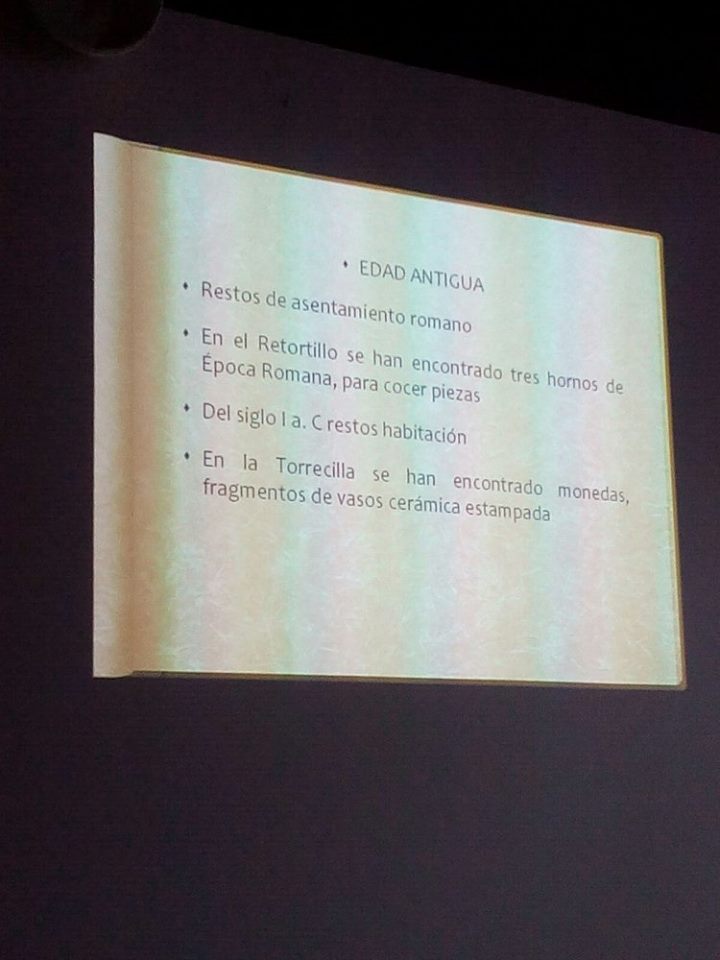 • EDAD ANTIGUA
• Restos de asentamiento romano
• En el Retortillo se han encontrado tres hornos de
Época Romana, para cocer piezas
• Del siglo I a. C restos habitación
• En la Torrecilla se han encontrado monedas,
fragmentos de vasos cerámica estampada